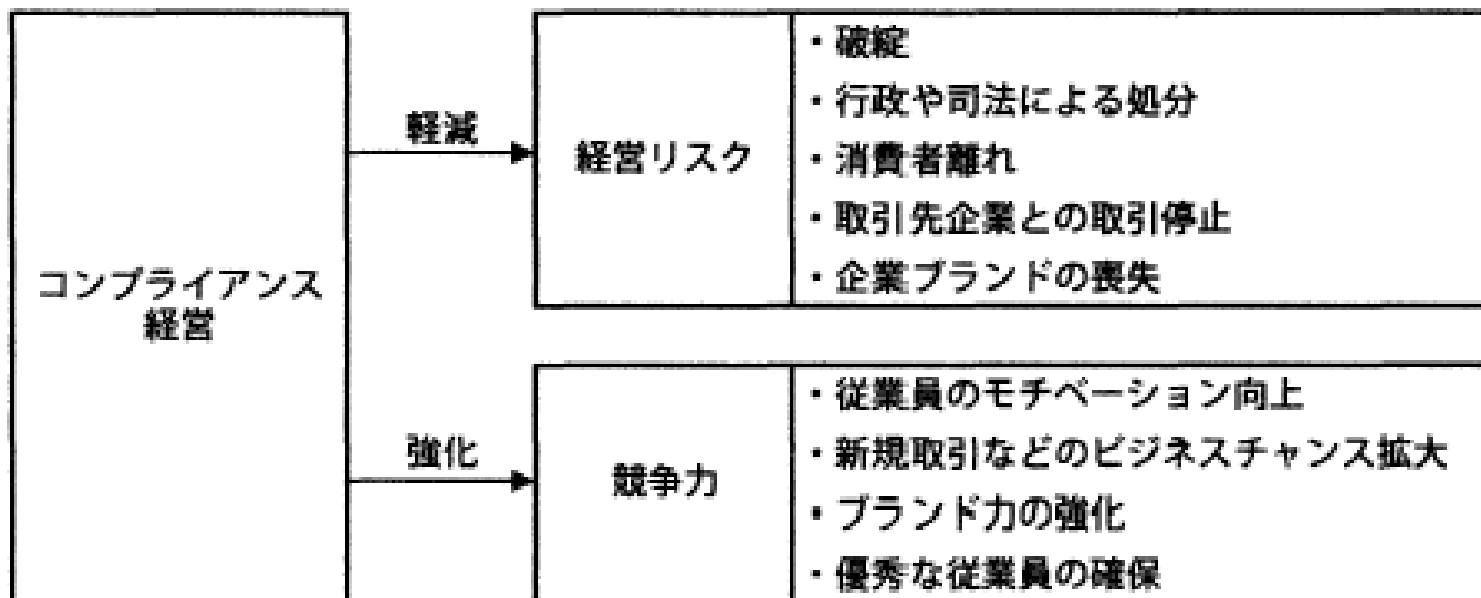 コンプライアンス
経営
軽減
経営リスク
・破綻
・行政や司法による処分
・消費者離れ
・取引先企業との取引停止
・企業ブランドの喪失
強化
競争力
・従業員のモチベーション向上
・新規取引などのビジネスチャンス拡大
・ブランド力の強化
・優秀な従業員の確保